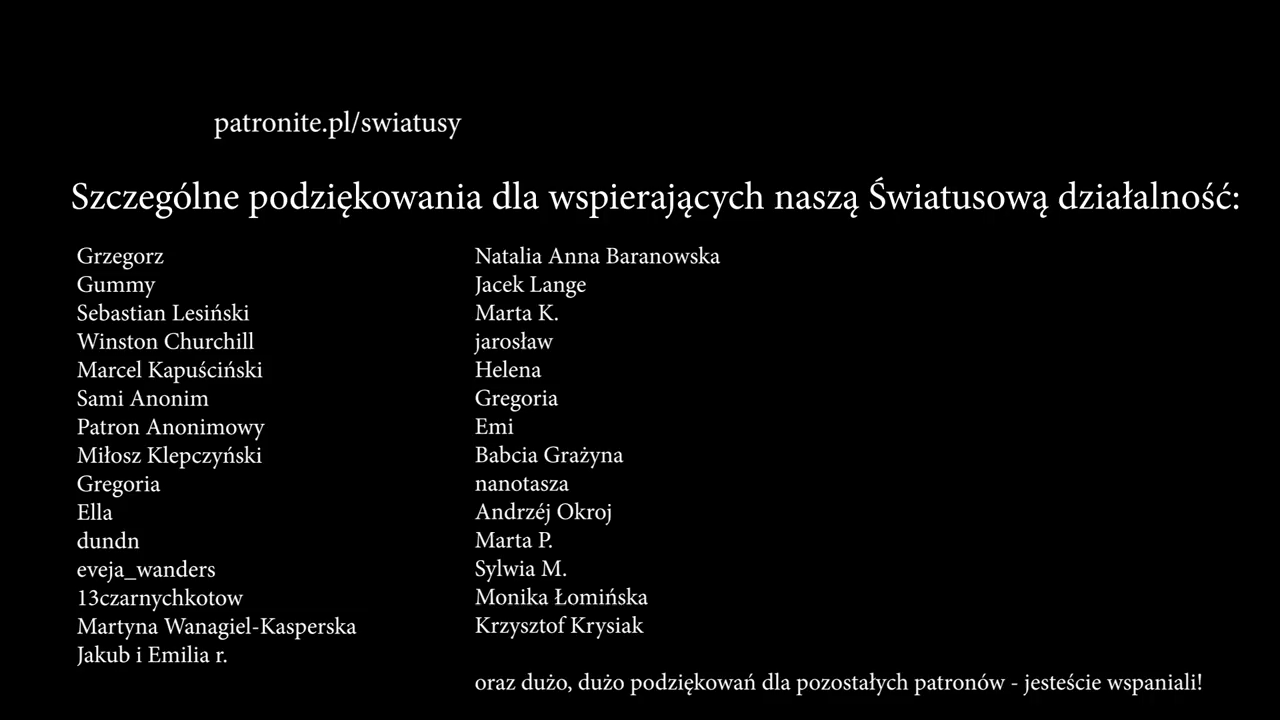 patronite.pl/swiatusy
Szczególne podziękowania dla wspierających naszą Światusową działalność:
Grzegorz
Gummy
Sebastian Lesiński
Winston Churchill
Marcel Kapuściński
Sami Anonim
Patron Anonimowy
Miłosz Klepczyński
Gregoria
Ella
dundn
eveja_wanders
13czarnychkotow
Martyna Wanagiel-Kasperska
Jakub i Emilia r.
Natalia Anna Baranowska
Jacek Lange
Marta K.
jarosław
Helena
Gregoria
Emi
Babcia Grażyna
nanotasza
Andrzéj Okroj
Marta P.
Sylwia M.
Monika Łomińska
Krzysztof Krysiak
oraz dużo, dużo podziękowań dla pozostałych patronów - jesteście wspaniali!